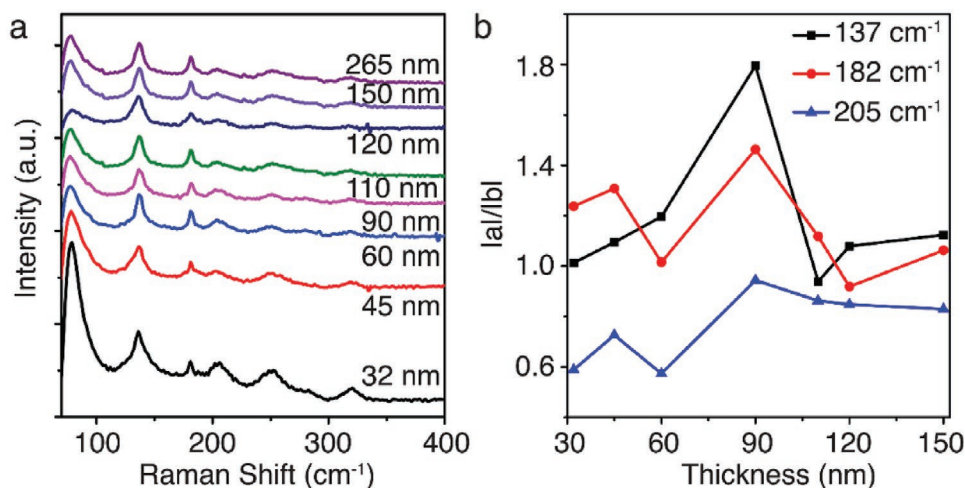 a
Intensity (a.u.)
265 nm
150 nm
120 nm
110 nm
90 nm
60 nm
45 nm
32 nm
100
200
300
400
Raman Shift (cm⁻¹)
b
|a|/|b|
1.8
1.4
1.0
0.6
137 cm⁻¹
182 cm⁻¹
205 cm⁻¹
30
60
90
120
150
Thickness (nm)